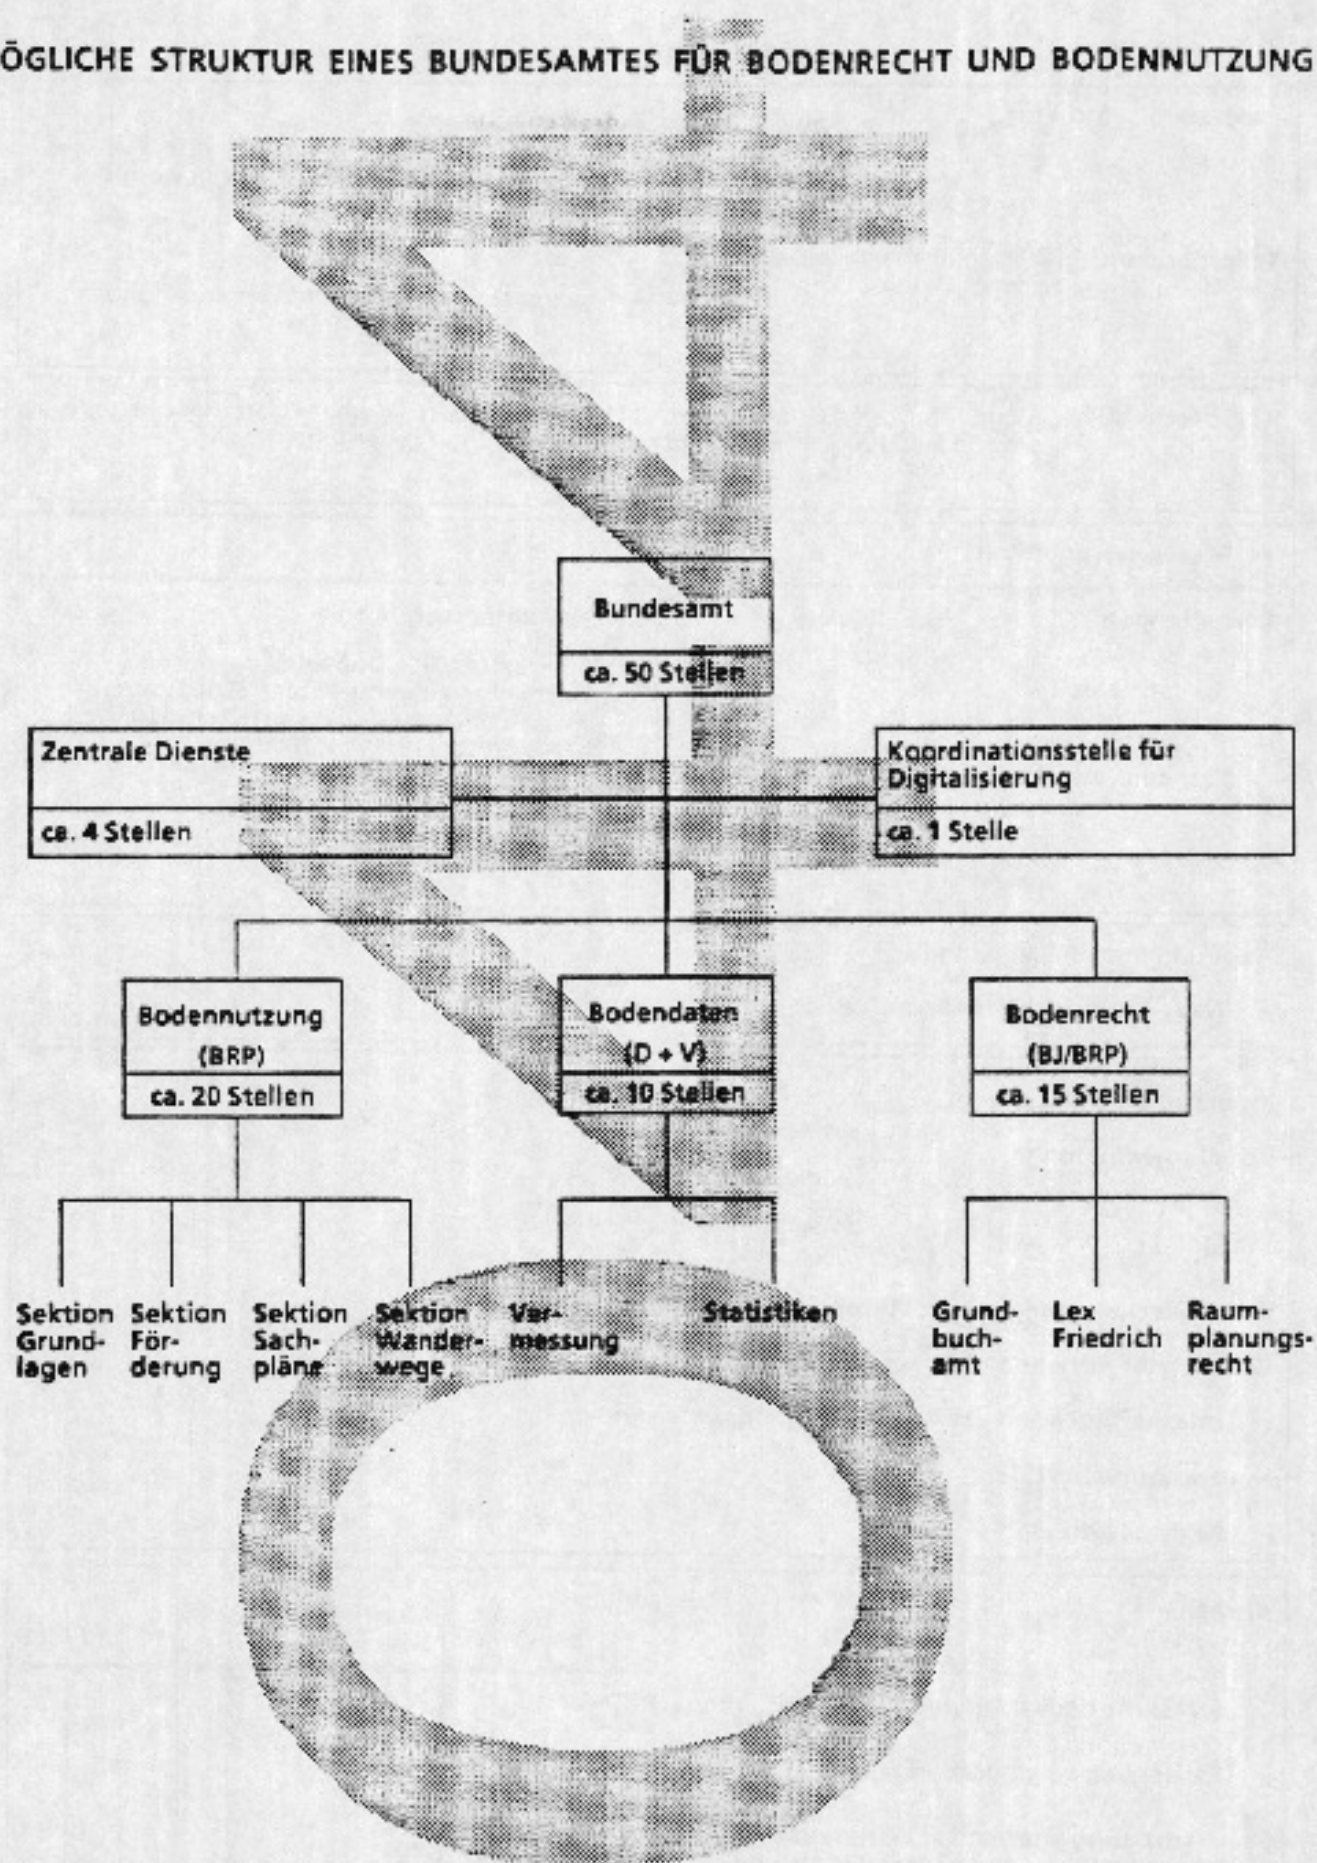 ÖGLICHE STRUKTUR EINES BUNDESAMTES FÜR BODENRECHT UND BODENNUTZUNG
Bundesamt
ca. 50 Stellen
Zentrale Dienste
ca. 4 Stellen
Koordinationsstelle für
Digitalisierung
ca. 1 Stelle
Bodennutzung
(BRP)
ca. 20 Stellen
Bodendaten
(D + V)
ca. 10 Stellen
Bodenrecht
(BJ/BRP)
ca. 15 Stellen
Sektion
Grund-
lagen
Sektion
För-
derung
Sektion
Sach-
pläne
Sektion
Wander-
wege
Ver-
messung
Statistiken
Grund-
buch-
amt
Lex
Friedrich
Raum-
planungs-
recht
044